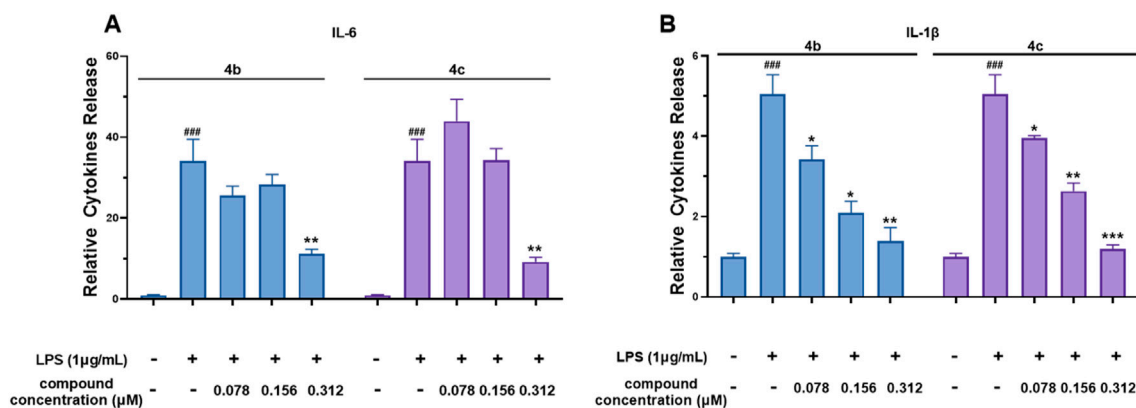 A
IL-6
4b
4c
Relative Cytokines Release
60
40
20
0
###
**
###
**
LPS (1μg/mL)
- + + + + - + + + +
compound
concentration (μM)
- - 0.078 0.156 0.312 - - 0.078 0.156 0.312
B
IL-1β
4b
4c
Relative Cytokines Release
6
4
2
0
###
*
*
**
###
*
**
***
LPS (1μg/mL)
- + + + + - + + + +
compound
concentration (μM)
- - 0.078 0.156 0.312 - - 0.078 0.156 0.312